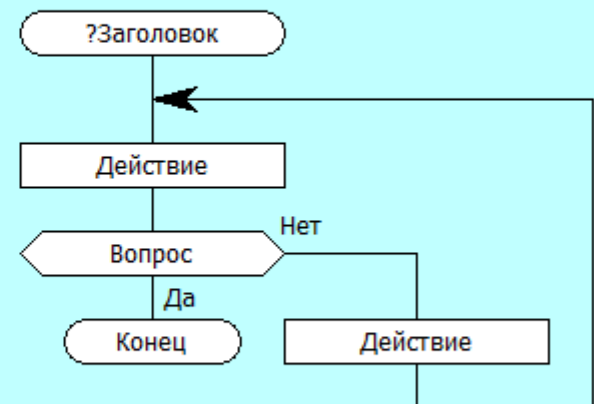 ?Заголовок
Действие
Вопрос
Нет
Да
Конец
Действие